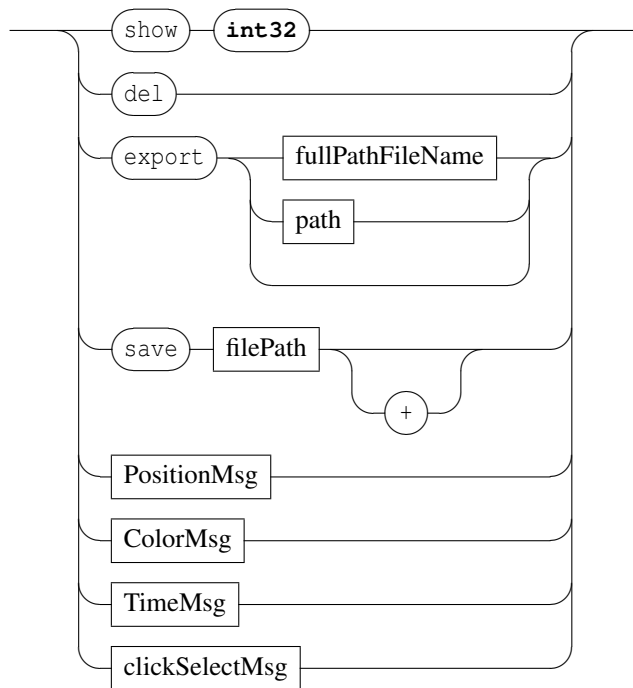 show int32
del
export fullPathFileName
path
save filePath
+
PositionMsg
ColorMsg
TimeMsg
clickSelectMsg